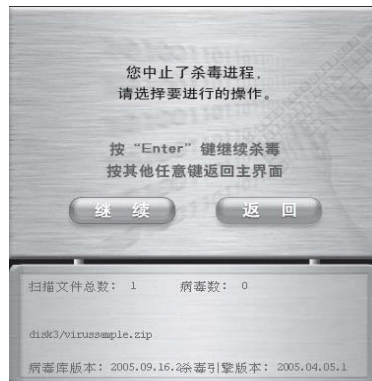 您中止了杀毒进程，
请选择要进行的操作。
按 “Enter” 键继续杀毒
按其他任意键返回主界面
继 续 返 回
扫描文件总数： 1 病毒数： 0
disk3/virussample.zip
病毒库版本： 2005.09.16.2杀毒引擎版本： 2005.04.05.1